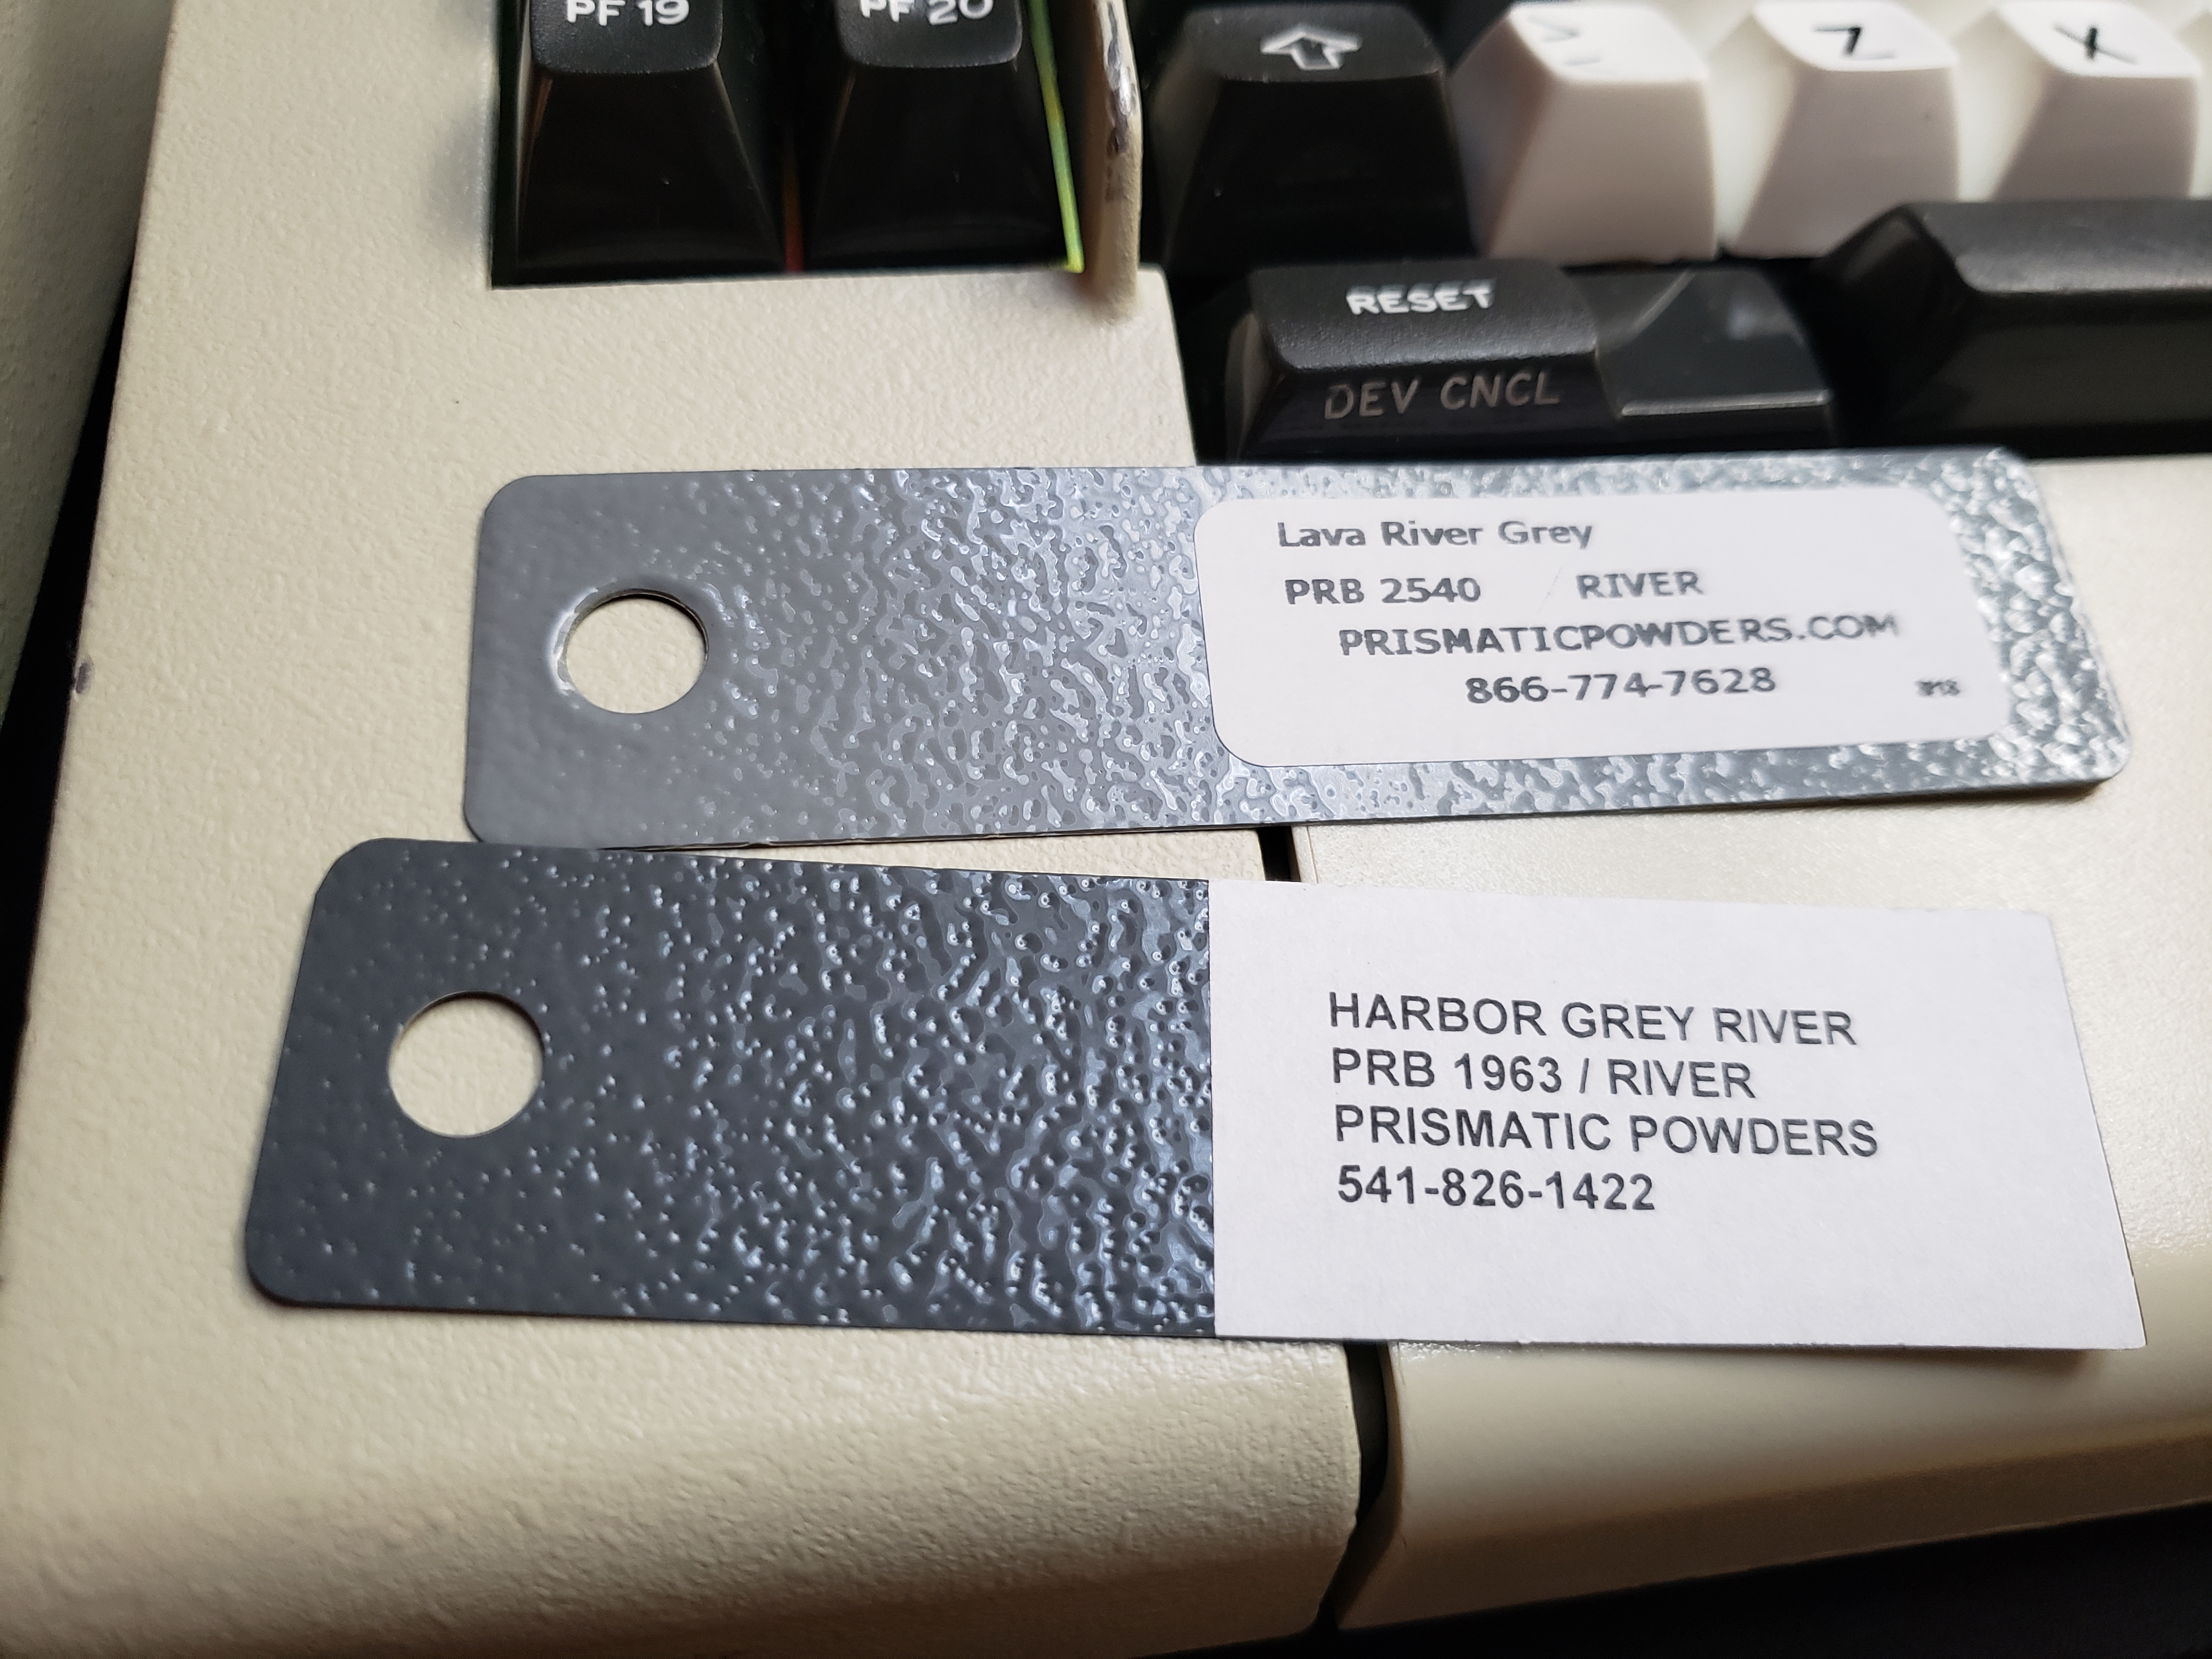 PF 19
PF 20
Z
X
RESET
DEV CNCL
Lava River Grey
PRB 2540 RIVER
PRISMATICPOWDERS.COM
866-774-7628
HARBOR GREY RIVER
PRB 1963 / RIVER
PRISMATIC POWDERS
541-826-1422